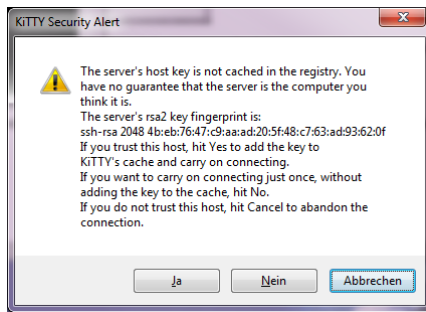 KiTTY Security Alert
The server's host key is not cached in the registry. You
have no guarantee that the server is the computer you
think it is.
The server's rsa2 key fingerprint is:
ssh-rsa 2048 4b:eb:76:47:c9:aa:ad:20:5f:48:c7:63:ad:93:62:0f
If you trust this host, hit Yes to add the key to
KiTTY's cache and carry on connecting.
If you want to carry on connecting just once, without
adding the key to the cache, hit No.
If you do not trust this host, hit Cancel to abandon the
connection.
Ja Nein Abbrechen